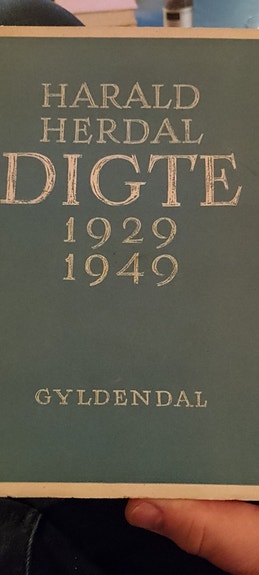 HARALD
HERDAL
DIGTE
1929
1949
GYLDENDAL